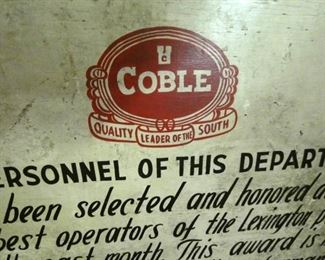 HC
COBLE
QUALITY LEADER OF THE SOUTH
ERSONNEL OF THIS DEPART
been selected and honored a
best operators of the Lexington
month. This award is